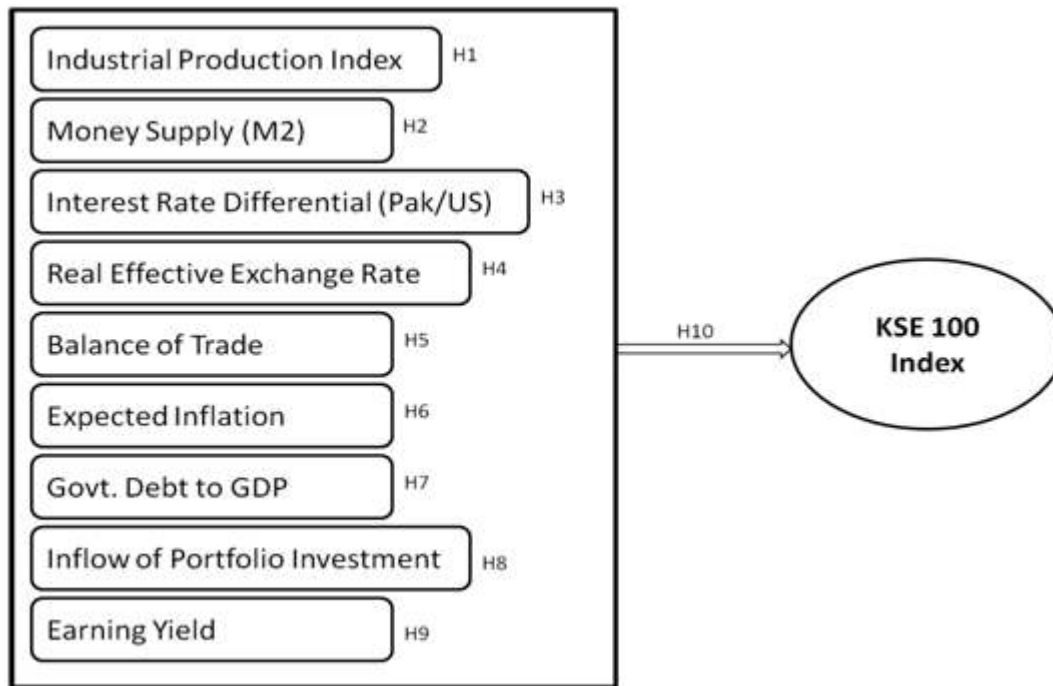 Industrial Production Index H1
Money Supply (M2) H2
Interest Rate Differential (Pak/US) H3
Real Effective Exchange Rate H4
Balance of Trade H5
Expected Inflation H6
Govt. Debt to GDP H7
Inflow of Portfolio Investment H8
Earning Yield H9
H10
KSE 100
Index